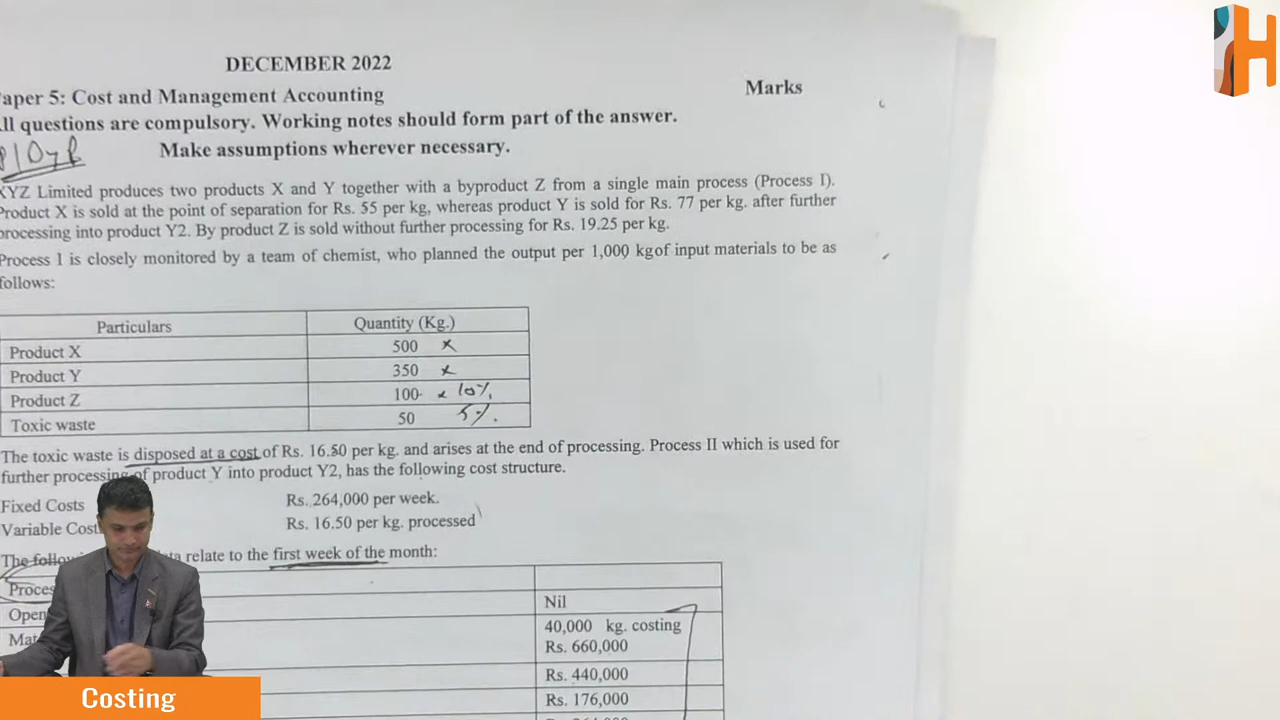 DECEMBER 2022
aper 5: Cost and Management Accounting
Marks
ll questions are compulsory. Working notes should form part of the answer.
Make assumptions wherever necessary.
XYZ Limited produces two products X and Y together with a byproduct Z from a single main process (Process I).
Product X is sold at the point of separation for Rs. 55 per kg, whereas product Y is sold for Rs. 77 per kg. after further
processing into product Y2. By product Z is sold without further processing for Rs. 19.25 per kg.
Process I is closely monitored by a team of chemist, who planned the output per 1,000 kgof input materials to be as
follows:
Particulars Quantity (Kg.)
Product X 500 x
Product Y 350 x
Product Z 100 x 10%
Toxic waste 50 5%.
The toxic waste is disposed at a cost of Rs. 16.50 per kg. and arises at the end of processing. Process II which is used for
further processing of product Y into product Y2, has the following cost structure.
Fixed Costs Rs. 264,000 per week.
Variable Cost Rs. 16.50 per kg. processed
The follow ta relate to the first week of the month:
Proces
Open Nil
Mat 40,000 kg. costing
Rs. 660,000
Rs. 440,000
Rs. 176,000
H
Costing